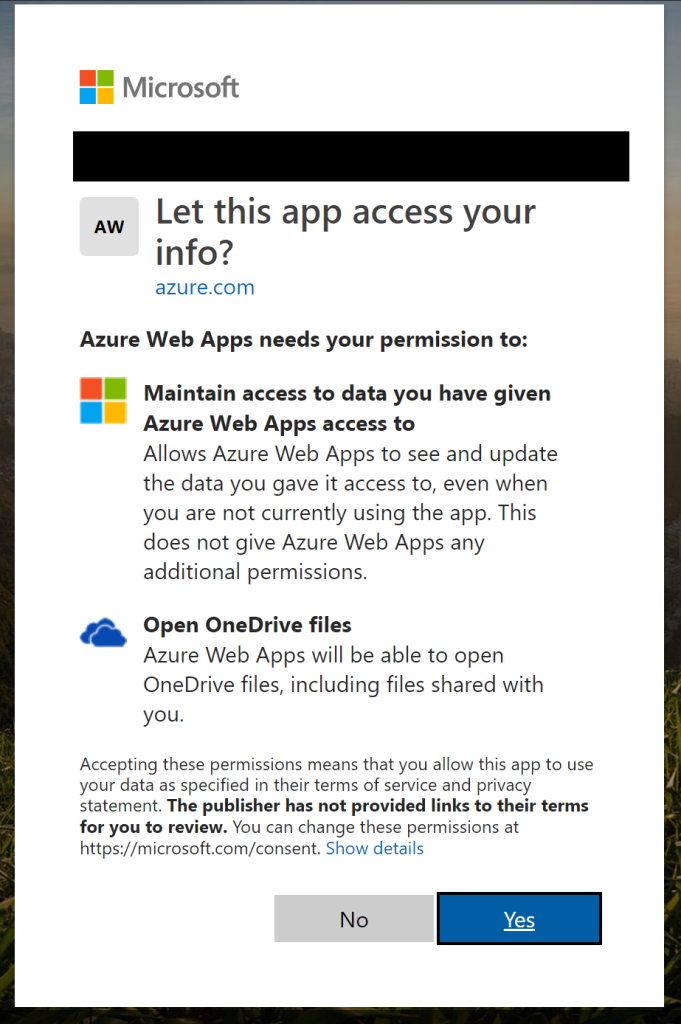 Microsoft
AW
Let this app access your
info?
azure.com
Azure Web Apps needs your permission to:
Maintain access to data you have given
Azure Web Apps access to
Allows Azure Web Apps to see and update
the data you gave it access to, even when
you are not currently using the app. This
does not give Azure Web Apps any
additional permissions.
Open OneDrive files
Azure Web Apps will be able to open
OneDrive files, including files shared with
you.
Accepting these permissions means that you allow this app to use
your data as specified in their terms of service and privacy
statement. The publisher has not provided links to their terms
for you to review. You can change these permissions at
https://microsoft.com/consent. Show details
No
Yes